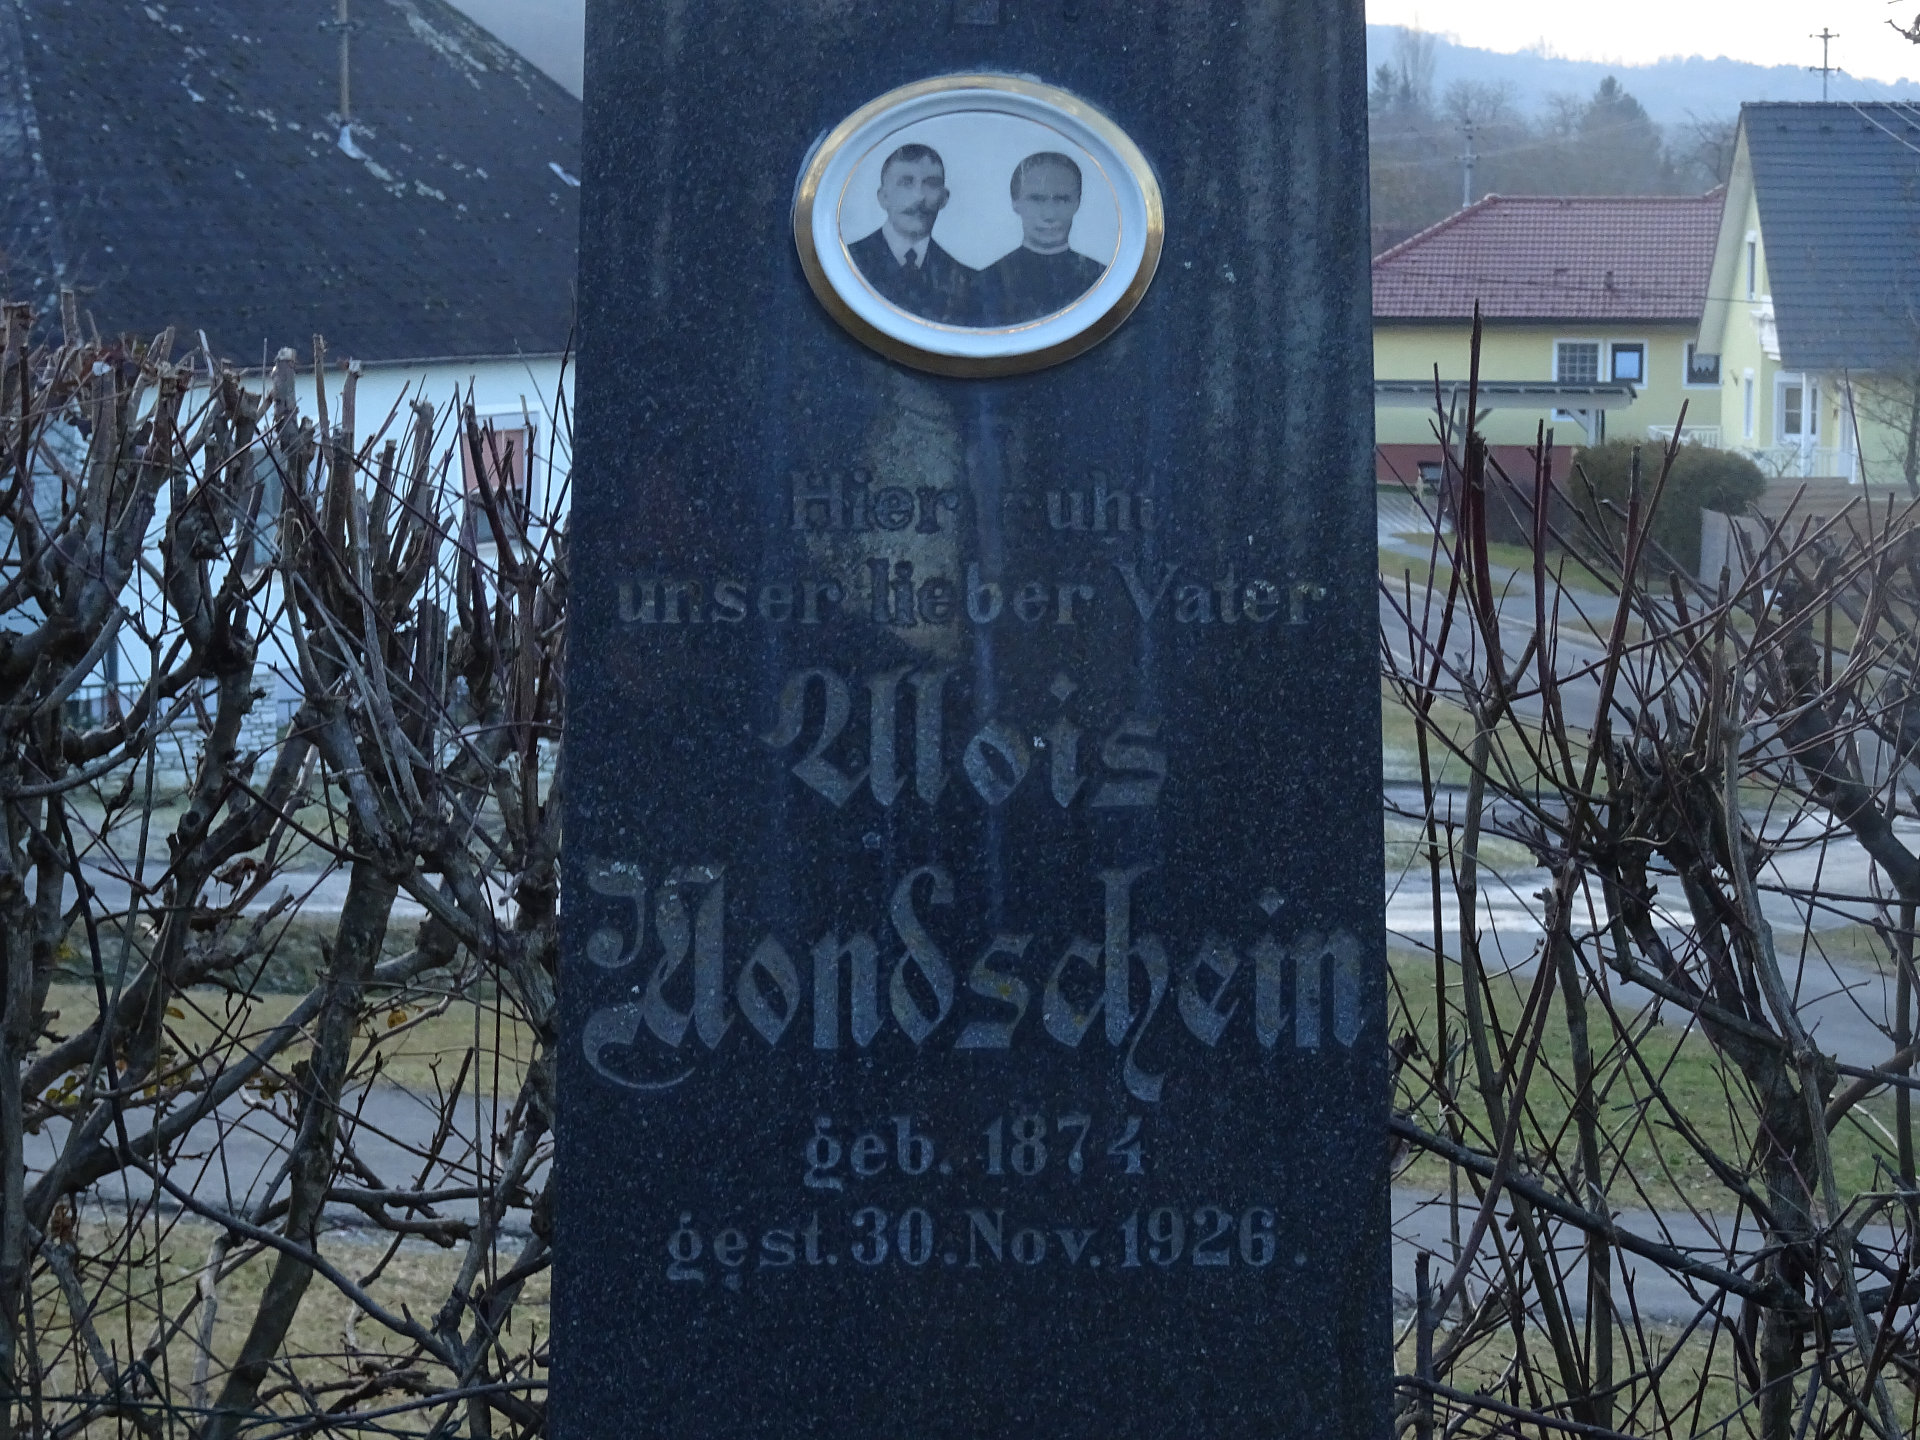 Hier ruht
unser lieber Vater
Alois
Mondschein
geb. 1874
gest. 30. Nov. 1926.